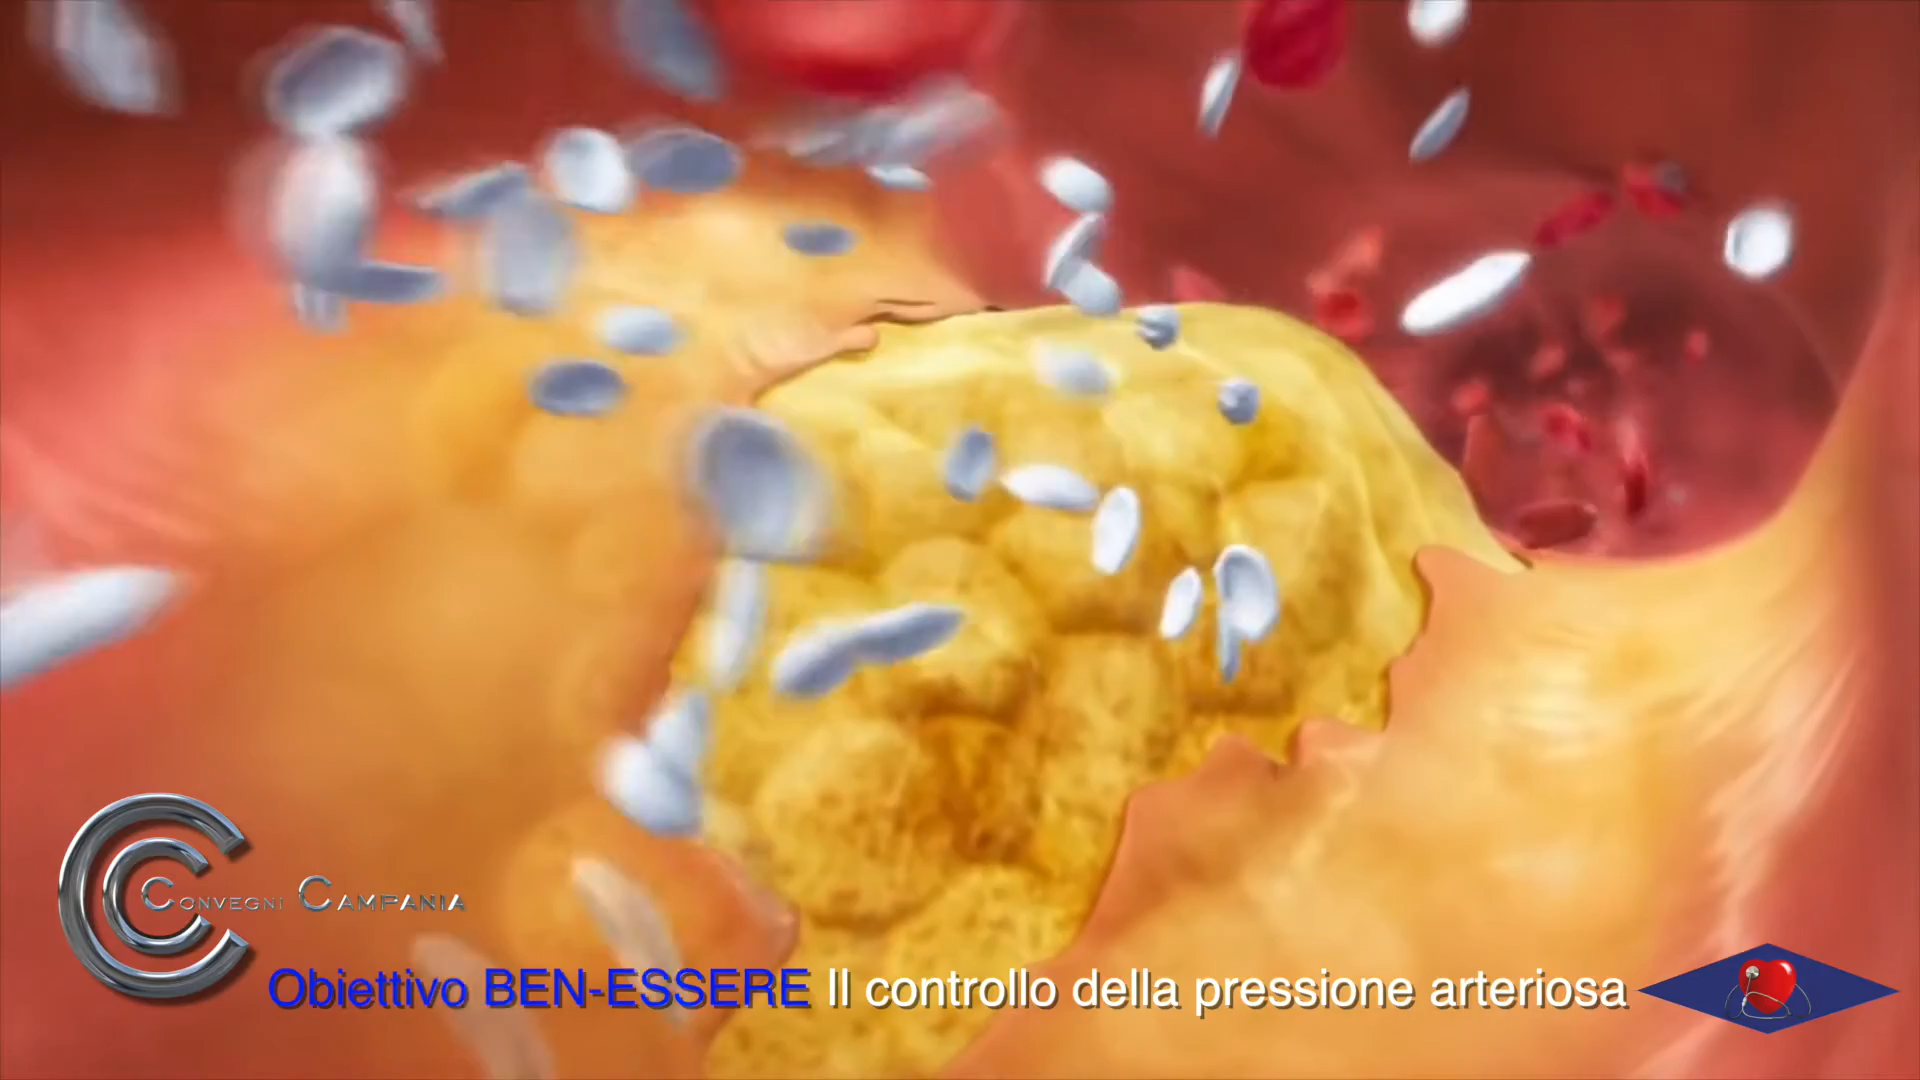 Convegni Campania
Obiettivo BEN-ESSERE Il controllo della pressione arteriosa